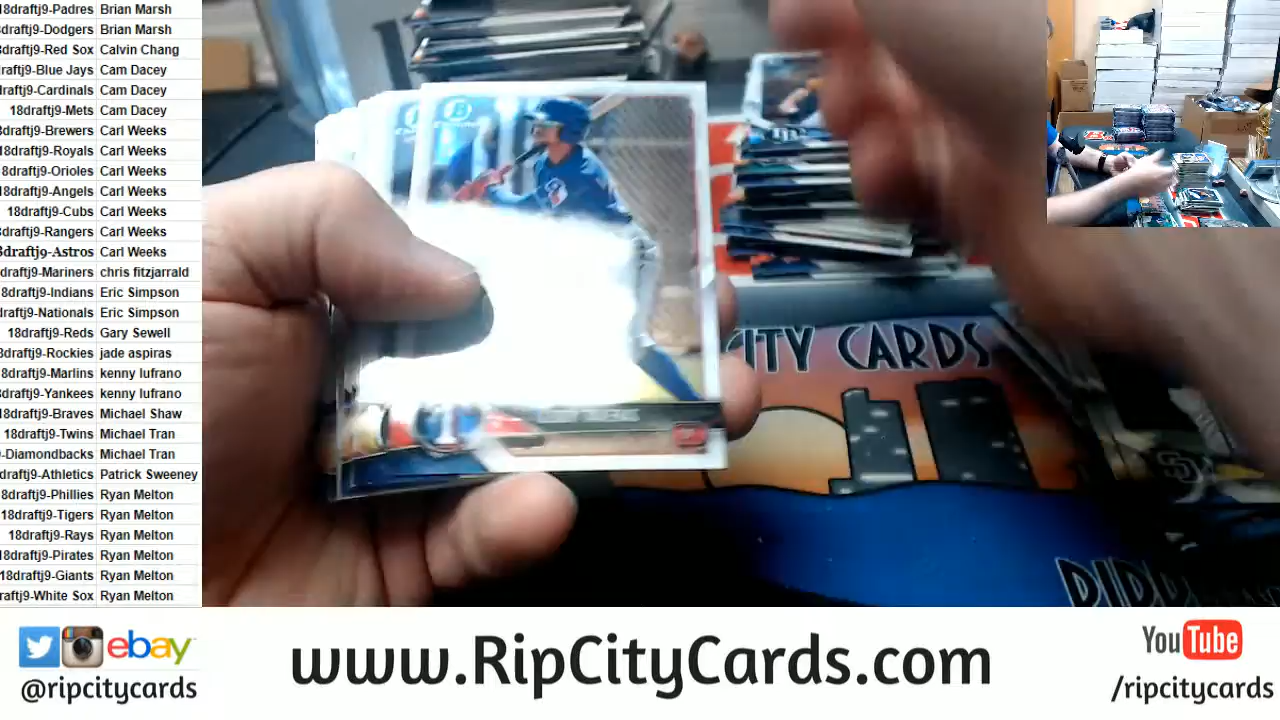 18draftj9-Padres Brian Marsh
8draftj9-Dodgers Brian Marsh
8draftj9-Red Sox Calvin Chang
raftj9-Blue Jays Cam Dacey
draftj9-Cardinals Cam Dacey
18draftj9-Mets Cam Dacey
8draftj9-Brewers Carl Weeks
18draftj9-Royals Carl Weeks
8draftj9-Orioles Carl Weeks
18draftj9-Angels Carl Weeks
18draftj9-Cubs Carl Weeks
8draftj9-Rangers Carl Weeks
8draftj9-Astros Carl Weeks
draftj9-Mariners chris fitzjarrald
8draftj9-Indians Eric Simpson
draftj9-Nationals Eric Simpson
18draftj9-Reds Gary Sewell
8draftj9-Rockies jade aspiras
8draftj9-Marlins kenny lufrano
8draftj9-Yankees kenny lufrano
18draftj9-Braves Michael Shaw
18draftj9-Twins Michael Tran
9-Diamondbacks Michael Tran
draftj9-Athletics Patrick Sweeney
8draftj9-Phillies Ryan Melton
18draftj9-Tigers Ryan Melton
18draftj9-Rays Ryan Melton
18draftj9-Pirates Ryan Melton
18draftj9-Giants Ryan Melton
raftj9-White Sox Ryan Melton
B
CITY CARDS
SD
ebay
@ripcitycards
www.RipCityCards.com
YouTube
/ripcitycards